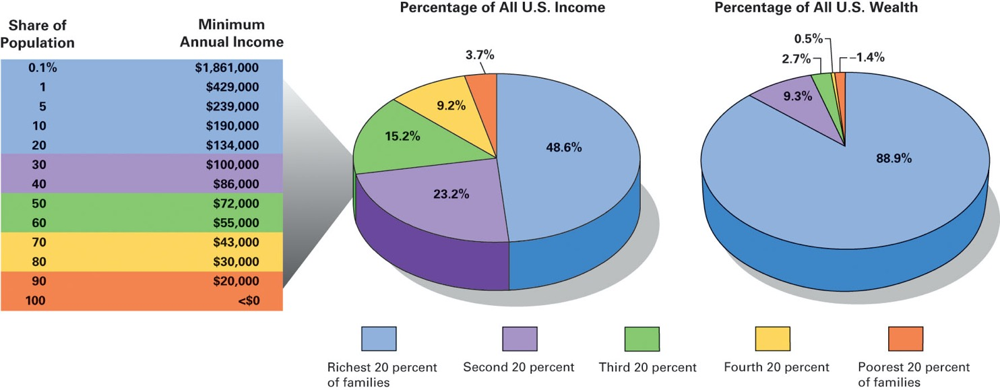 Percentage of All U.S. Income
Percentage of All U.S. Wealth
Share of
Population
Minimum
Annual Income
0.1% $1,861,000
1 $429,000
5 $239,000
10 $190,000
20 $134,000
30 $100,000
40 $86,000
50 $72,000
60 $55,000
70 $43,000
80 $30,000
90 $20,000
100 <$0
3.7%
9.2%
15.2%
48.6%
23.2%
0.5%
2.7%
–1.4%
9.3%
88.9%
Richest 20 percent
of families
Second 20 percent
Third 20 percent
Fourth 20 percent
Poorest 20 percent
of families